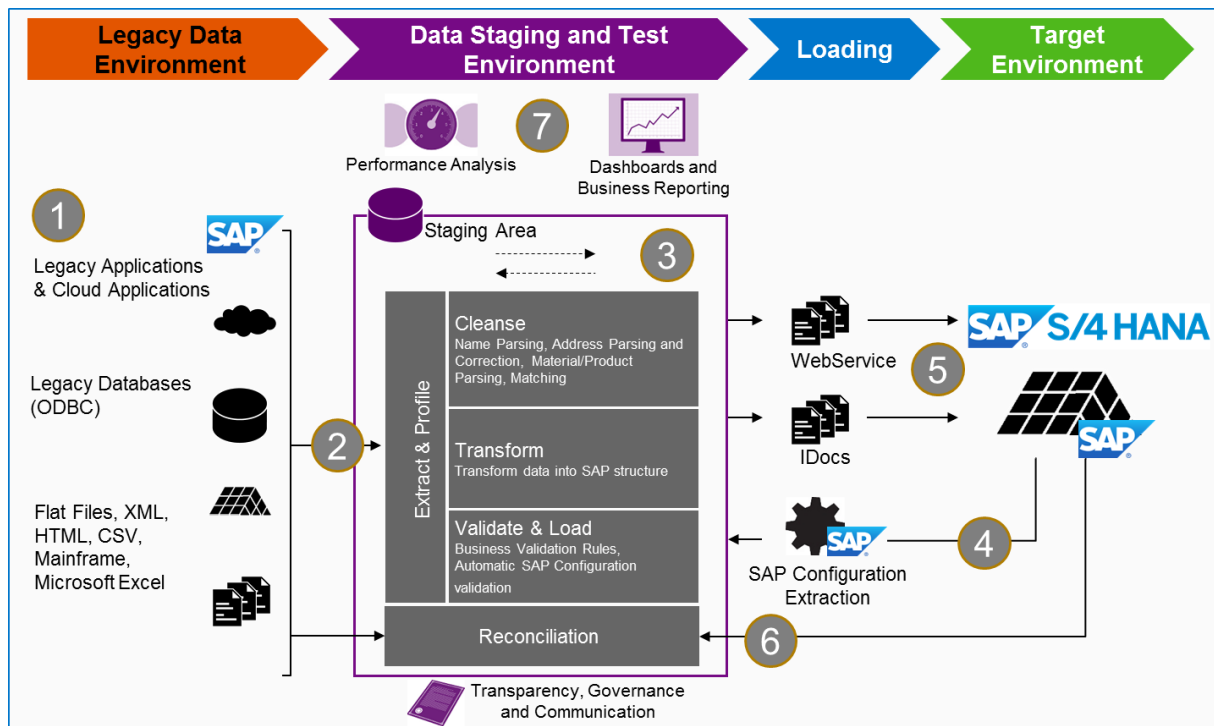 Legacy Data
Environment
Data Staging and Test
Environment
Loading
Target
Environment
7
Performance Analysis
Dashboards and
Business Reporting
1
SAP
®
Legacy Applications
& Cloud Applications
Legacy Databases
(ODBC)
Flat Files, XML,
HTML, CSV,
Mainframe,
Microsoft Excel
2
Staging Area
3
Extract & Profile
Cleanse
Name Parsing, Address Parsing and
Correction, Material/Product
Parsing, Matching
Transform
Transform data into SAP structure
Validate & Load
Business Validation Rules,
Automatic SAP Configuration
validation
Reconciliation
WebService
SAP S/4 HANA
®
5
IDocs
SAP
®
SAP
®
4
SAP Configuration
Extraction
6
Transparency, Governance
and Communication